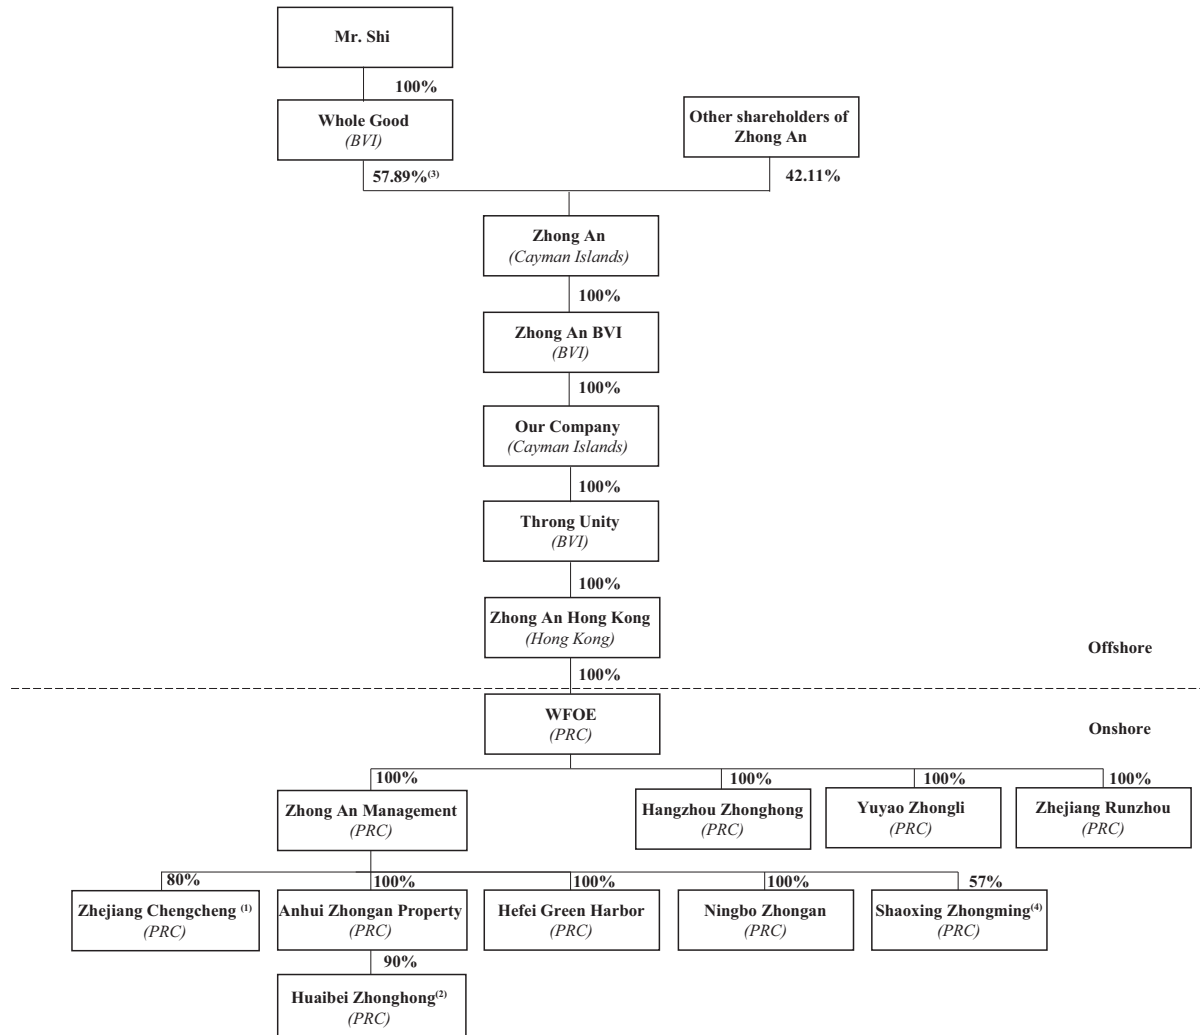 Mr. Shi
100%
Whole Good
(BVI)
Other shareholders of
Zhong An
57.89%(3)
42.11%
Zhong An
(Cayman Islands)
100%
Zhong An BVI
(BVI)
100%
Our Company
(Cayman Islands)
100%
Throng Unity
(BVI)
100%
Zhong An Hong Kong
(Hong Kong)
Offshore
100%
WFOE
(PRC)
Onshore
100%
100%
100%
100%
Zhong An Management
(PRC)
Hangzhou Zhonghong
(PRC)
Yuyao Zhongli
(PRC)
Zhejiang Runzhou
(PRC)
80%
100%
100%
100%
57%
Zhejiang Chengcheng (1)
(PRC)
Anhui Zhongan Property
(PRC)
Hefei Green Harbor
(PRC)
Ningbo Zhongan
(PRC)
Shaoxing Zhongming(4)
(PRC)
90%
Huaibei Zhonghong(2)
(PRC)